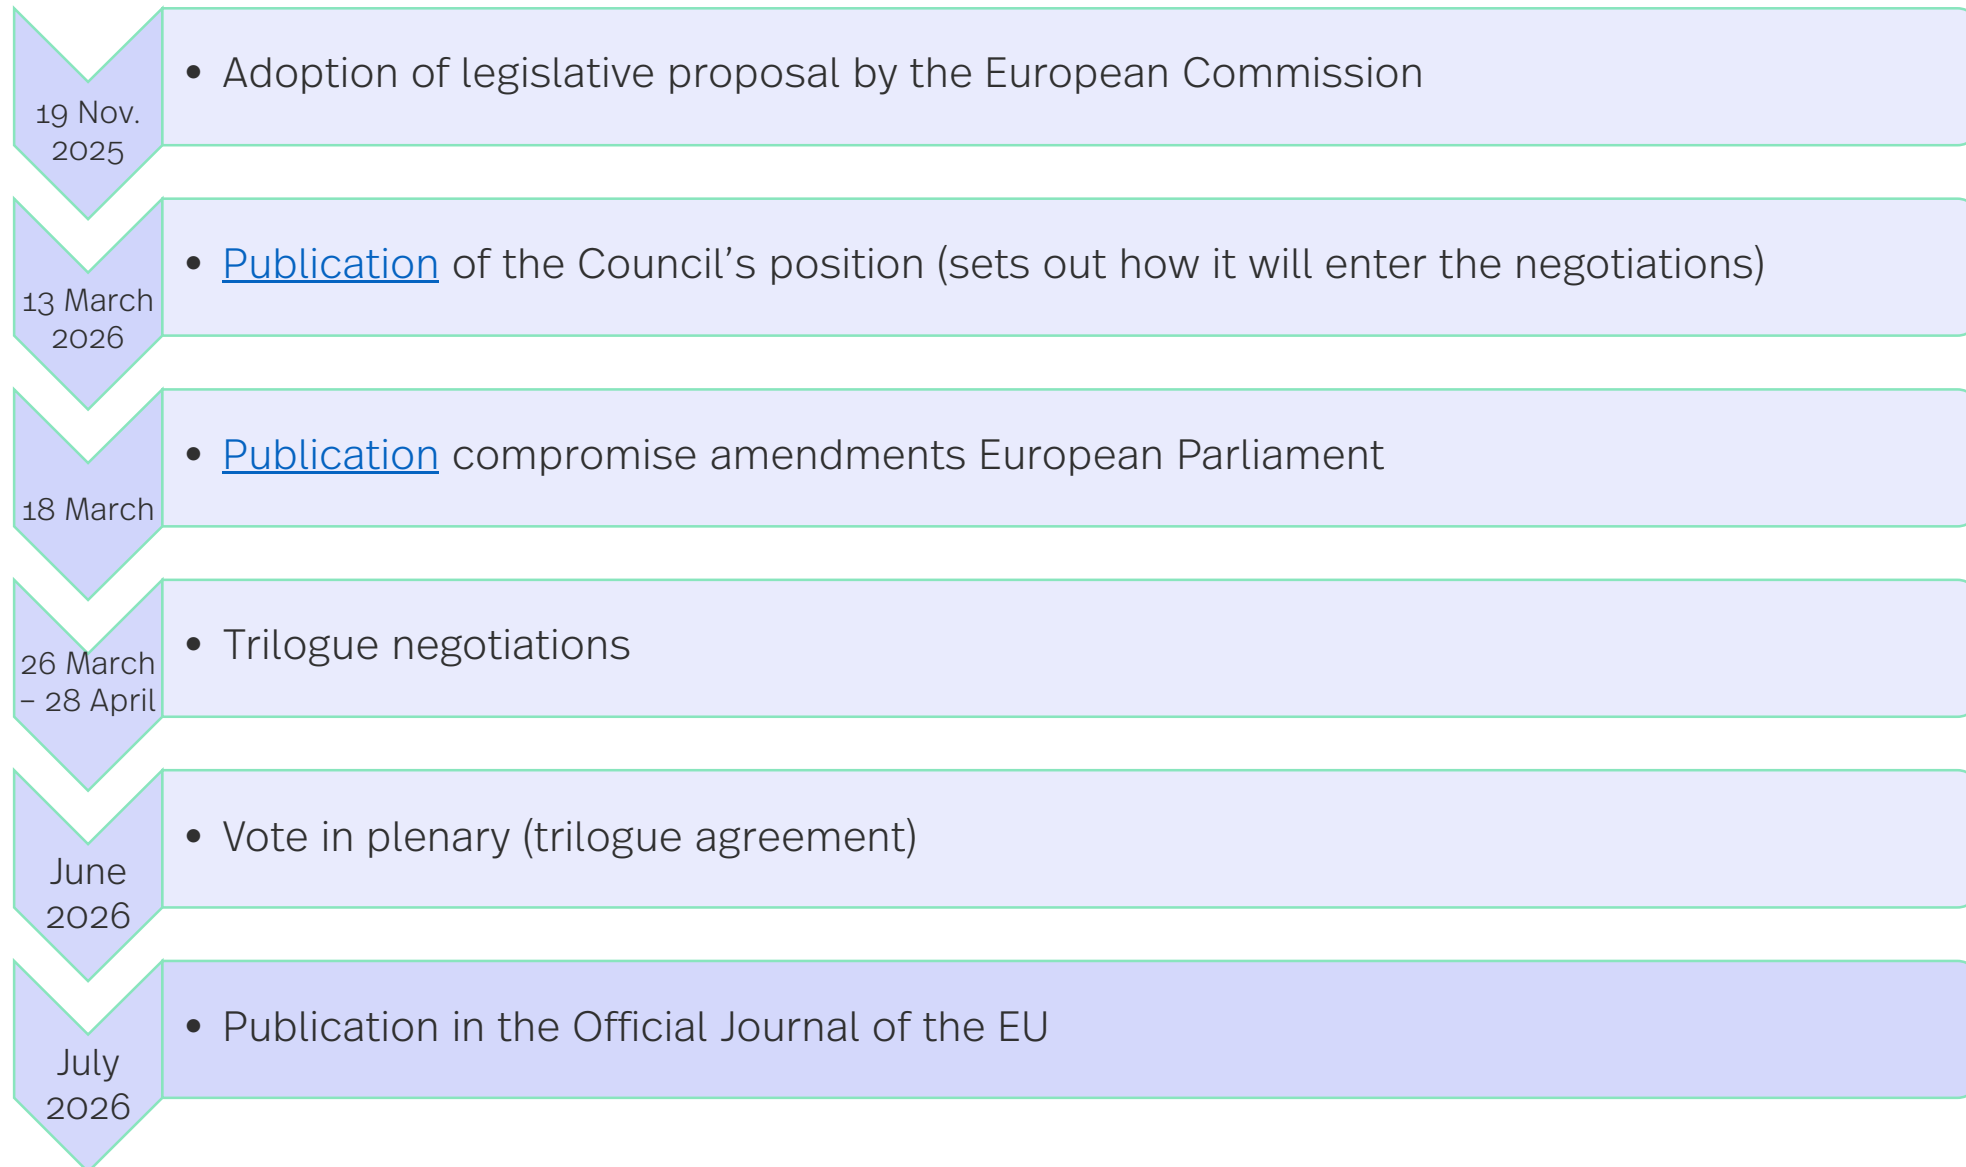 19 Nov.
2025
• Adoption of legislative proposal by the European Commission
13 March
2026
• Publication of the Council’s position (sets out how it will enter the negotiations)
18 March
• Publication compromise amendments European Parliament
26 March
– 28 April
• Trilogue negotiations
June
2026
• Vote in plenary (trilogue agreement)
July
2026
• Publication in the Official Journal of the EU